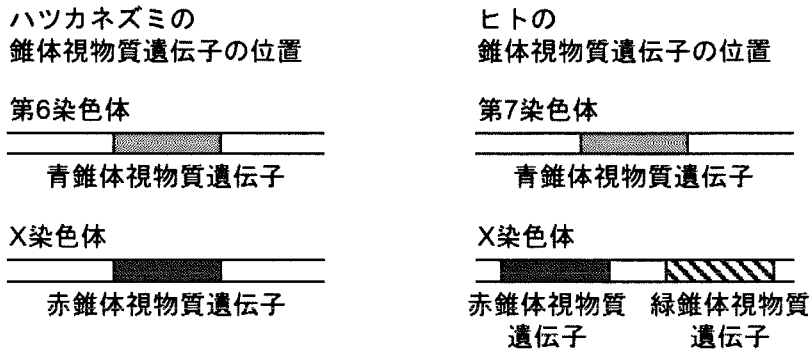 ハツカネズミの
錐体視物質遺伝子の位置
第6染色体
青錐体視物質遺伝子
X染色体
赤錐体視物質遺伝子
ヒトの
錐体視物質遺伝子の位置
第7染色体
青錐体視物質遺伝子
X染色体
赤錐体視物質
遺伝子
緑錐体視物質
遺伝子